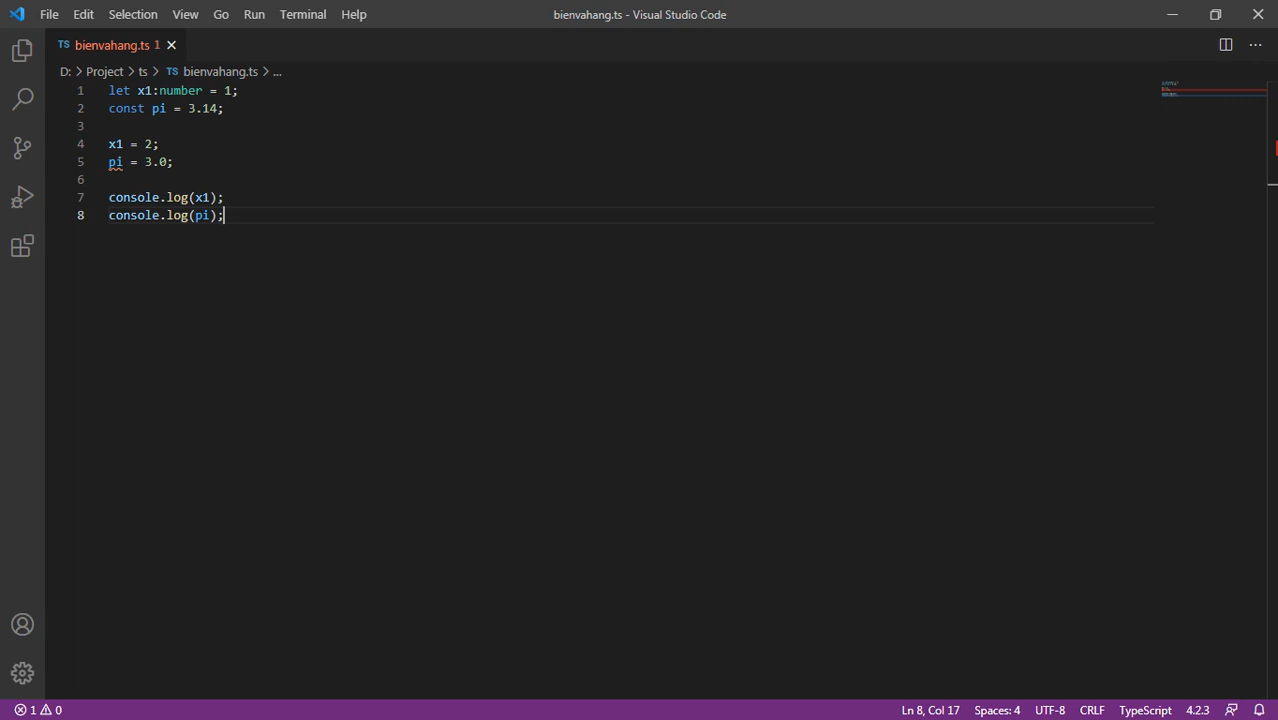 File Edit Selection View Go Run Terminal Help bienvahang.ts - Visual Studio Code
TS bienvahang.ts 1
D: > Project > ts > TS bienvahang.ts > ...
1 let x1:number = 1;
2 const pi = 3.14;
3
4 x1 = 2;
5 pi = 3.0;
6
7 console.log(x1);
8 console.log(pi);
1 0 Ln 8, Col 17 Spaces: 4 UTF-8 CRLF TypeScript 4.2.3